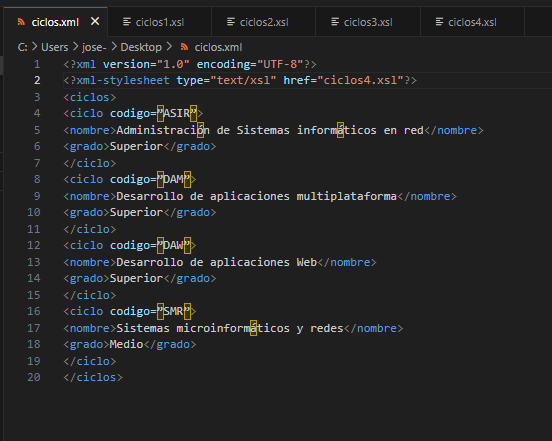 ciclos.xml
ciclos1.xsl
ciclos2.xsl
ciclos3.xsl
ciclos4.xsl
C: > Users > jose- > Desktop > ciclos.xml
1 <?xml version="1.0" encoding="UTF-8"?>
2 <?xml-stylesheet type="text/xsl" href="ciclos4.xsl"?>
3 <ciclos>
4 <ciclo codigo=”ASIR”>
5 <nombre>Administración de Sistemas informáticos en red</nombre>
6 <grado>Superior</grado>
7 </ciclo>
8 <ciclo codigo=”DAM”>
9 <nombre>Desarrollo de aplicaciones multiplataforma</nombre>
10 <grado>Superior</grado>
11 </ciclo>
12 <ciclo codigo=”DAW”>
13 <nombre>Desarrollo de aplicaciones Web</nombre>
14 <grado>Superior</grado>
15 </ciclo>
16 <ciclo codigo=”SMR”>
17 <nombre>Sistemas microinformáticos y redes</nombre>
18 <grado>Medio</grado>
19 </ciclo>
20 </ciclos>